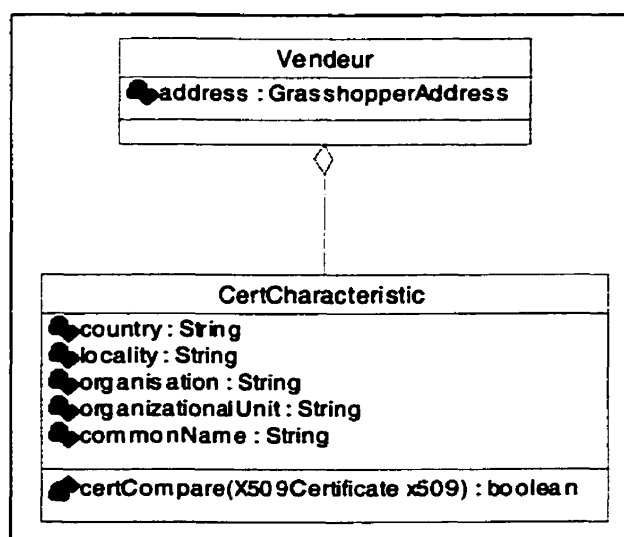 Vendeur
address : GrasshopperAddress
CertCharacteristic
country : String
locality : String
organisation : String
organizationalUnit : String
commonName : String
certCompare(X509Certificate x509) : boolean